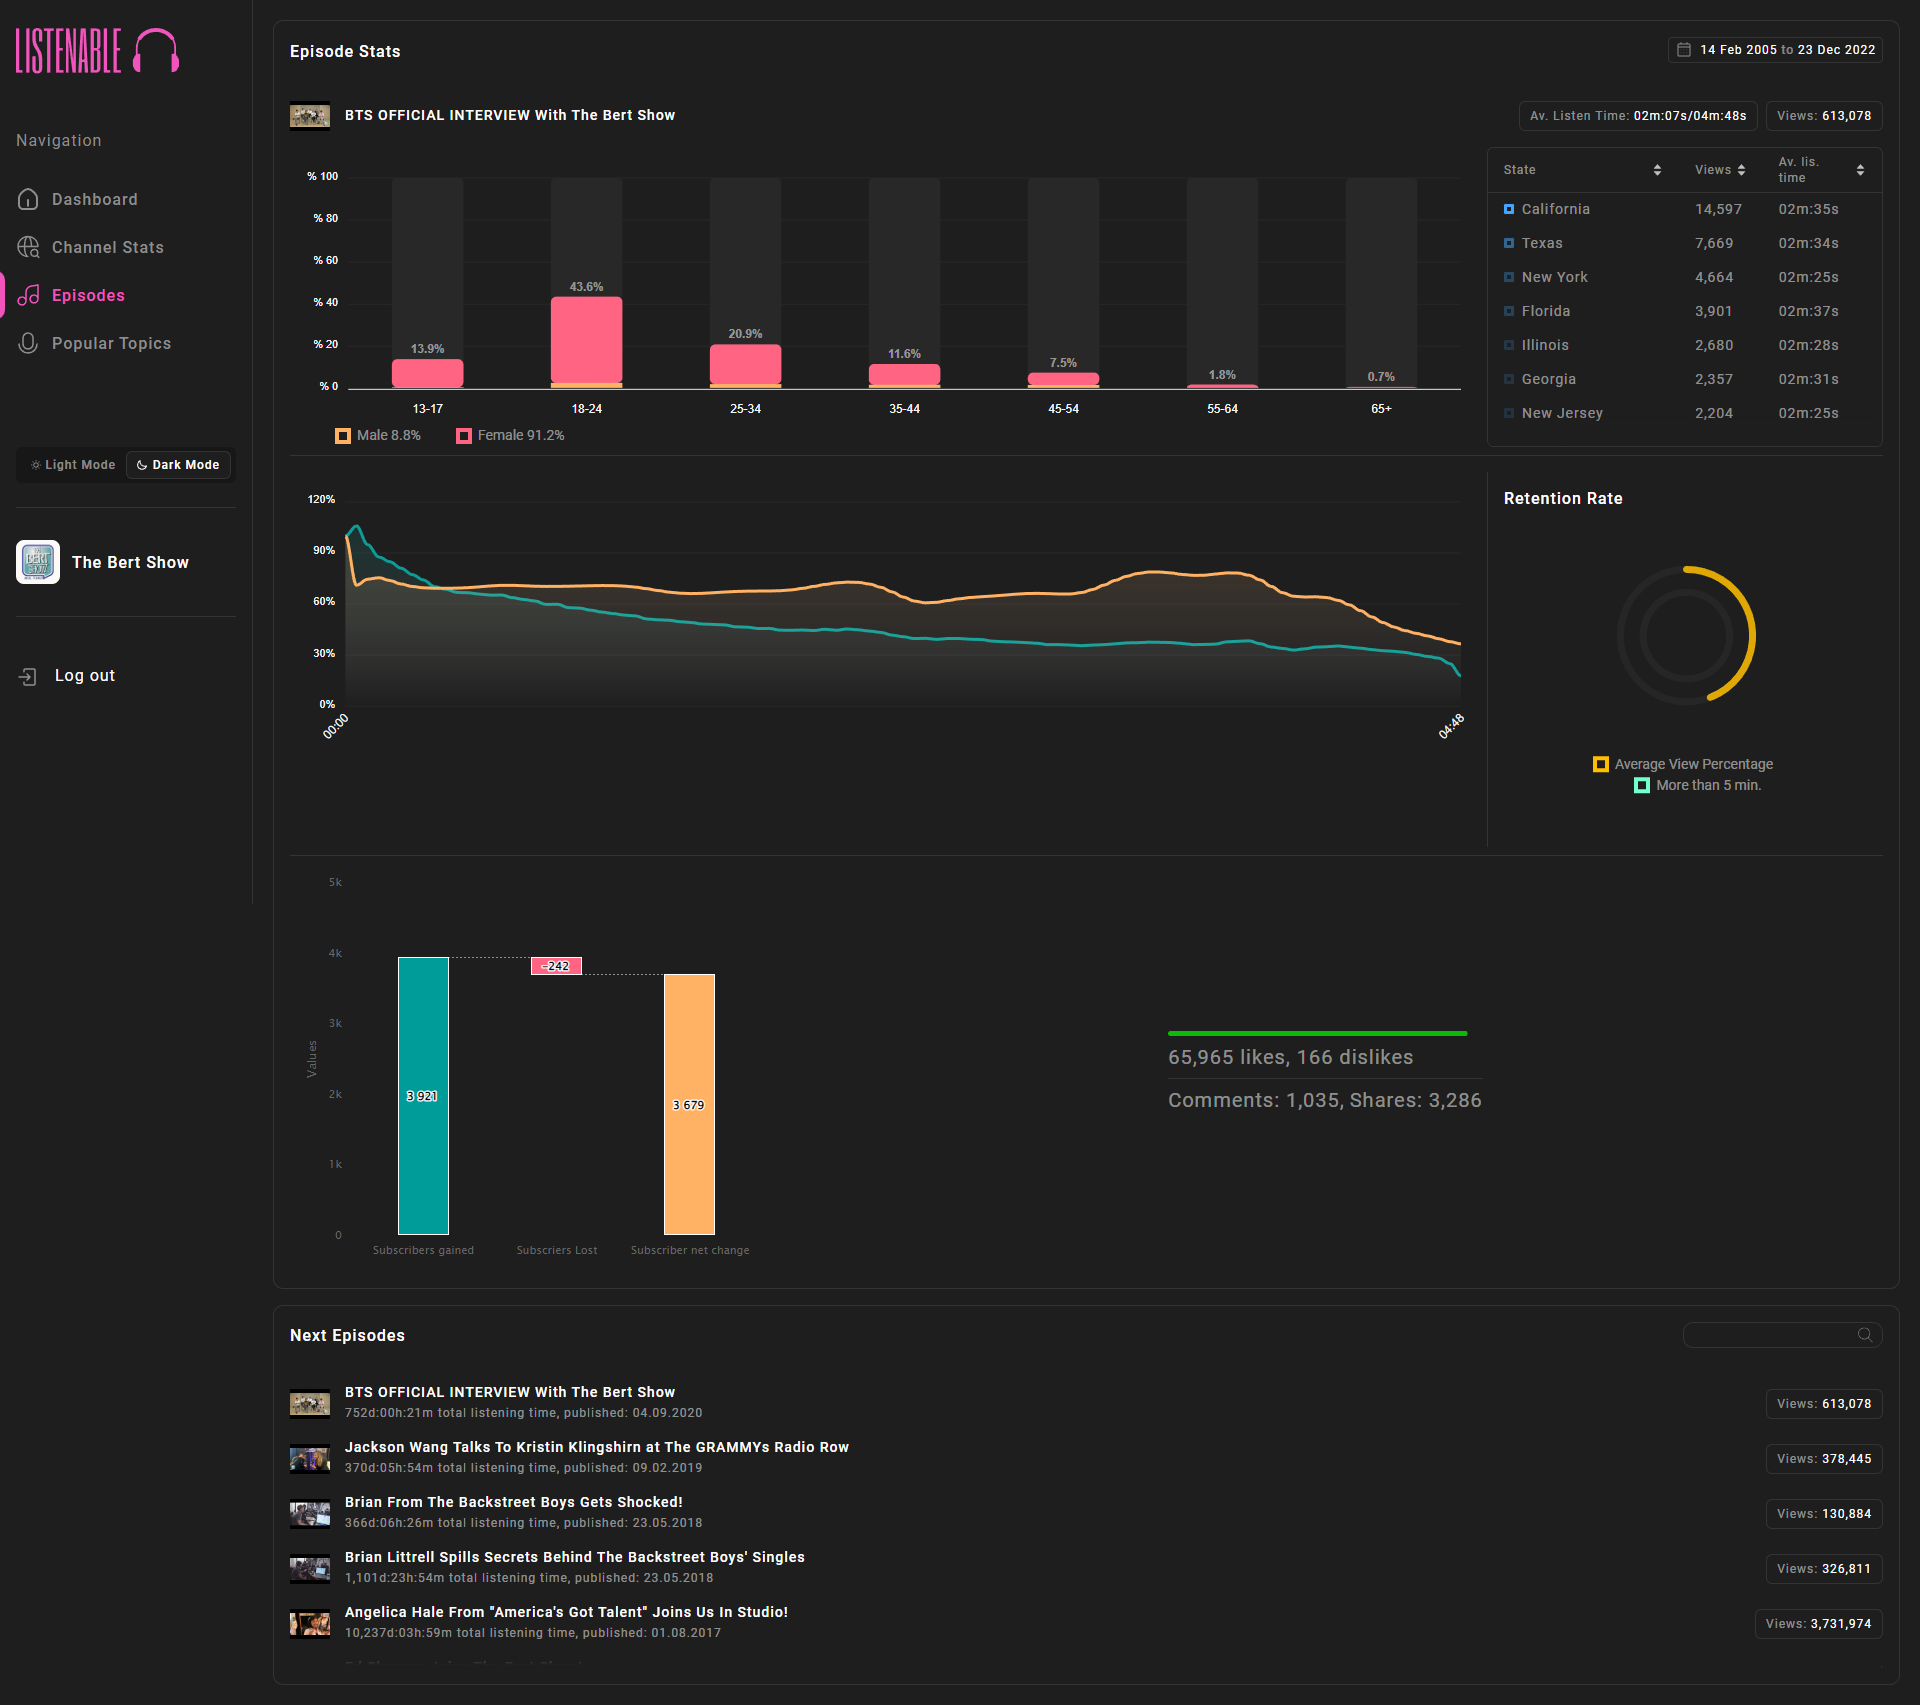 LISTENABLE
Navigation
Dashboard
Channel Stats
Episodes
Popular Topics
Light Mode
Dark Mode
The Bert Show
Log out
Episode Stats
14 Feb 2005 to 23 Dec 2022
BTS OFFICIAL INTERVIEW With The Bert Show
Av. Listen Time: 02m:07s/04m:48s
Views: 613,078
% 100
% 80
% 60
% 40
% 20
% 0
13.9%
43.6%
20.9%
11.6%
7.5%
1.8%
0.7%
13-17
18-24
25-34
35-44
45-54
55-64
65+
Male 8.8%
Female 91.2%
State Views Av. lis. time
California 14,597 02m:35s
Texas 7,669 02m:34s
New York 4,664 02m:25s
Florida 3,901 02m:37s
Illinois 2,680 02m:28s
Georgia 2,357 02m:31s
New Jersey 2,204 02m:25s
120%
90%
60%
30%
0%
00:00
04:48
Retention Rate
Average View Percentage
More than 5 min.
5k
4k
3k
2k
1k
0
Values
3 921
-242
3 679
Subscribers gained
Subscriers Lost
Subscriber net change
65,965 likes, 166 dislikes
Comments: 1,035, Shares: 3,286
Next Episodes
BTS OFFICIAL INTERVIEW With The Bert Show
752d:00h:21m total listening time, published: 04.09.2020
Views: 613,078
Jackson Wang Talks To Kristin Klingshirn at The GRAMMYs Radio Row
370d:05h:54m total listening time, published: 09.02.2019
Views: 378,445
Brian From The Backstreet Boys Gets Shocked!
366d:06h:26m total listening time, published: 23.05.2018
Views: 130,884
Brian Littrell Spills Secrets Behind The Backstreet Boys' Singles
1,101d:23h:54m total listening time, published: 23.05.2018
Views: 326,811
Angelica Hale From "America's Got Talent" Joins Us In Studio!
10,237d:03h:59m total listening time, published: 01.08.2017
Views: 3,731,974